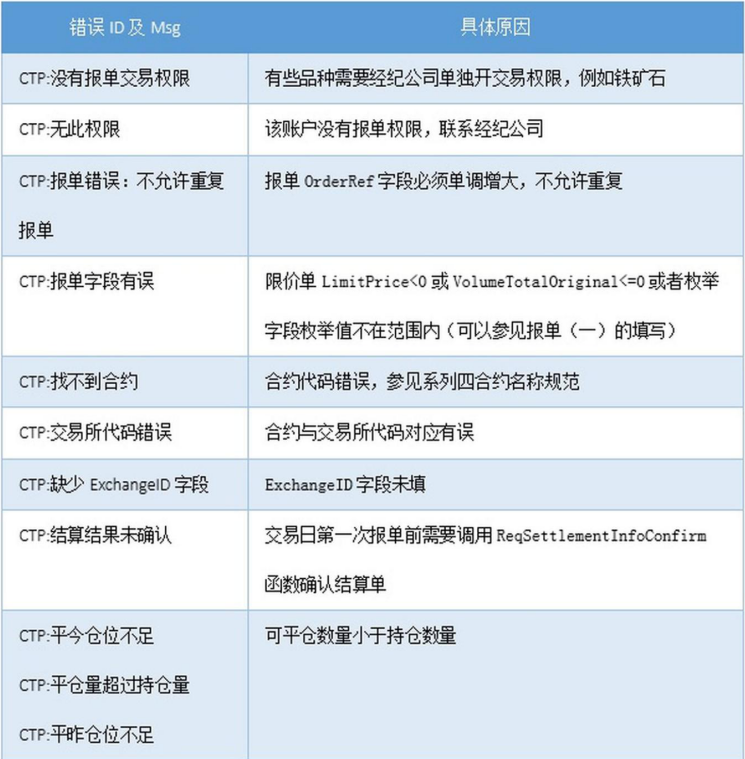 错误 ID 及 Msg
具体原因
CTP:没有报单交易权限
有些品种需要经纪公司单独开交易权限，例如铁矿石
CTP:无此权限
该账户没有报单权限，联系经纪公司
CTP:报单错误：不允许重复
报单
报单 OrderRef 字段必须单调增大，不允许重复
CTP:报单字段有误
限价单 LimitPrice<0 或 VolumeTotalOriginal<=0 或者枚举
字段枚举值不在范围内（可以参见报单（一）的填写）
CTP:找不到合约
合约代码错误，参见系列四合约名称规范
CTP:交易所代码错误
合约与交易所代码对应有误
CTP:缺少 ExchangeID 字段
ExchangeID 字段未填
CTP:结算结果未确认
交易日第一次报单前需要调用 ReqSettlementInfoConfirm
函数确认结算单
CTP:平今仓位不足
CTP:平仓量超过持仓量
CTP:平昨仓位不足
可平仓数量小于持仓数量